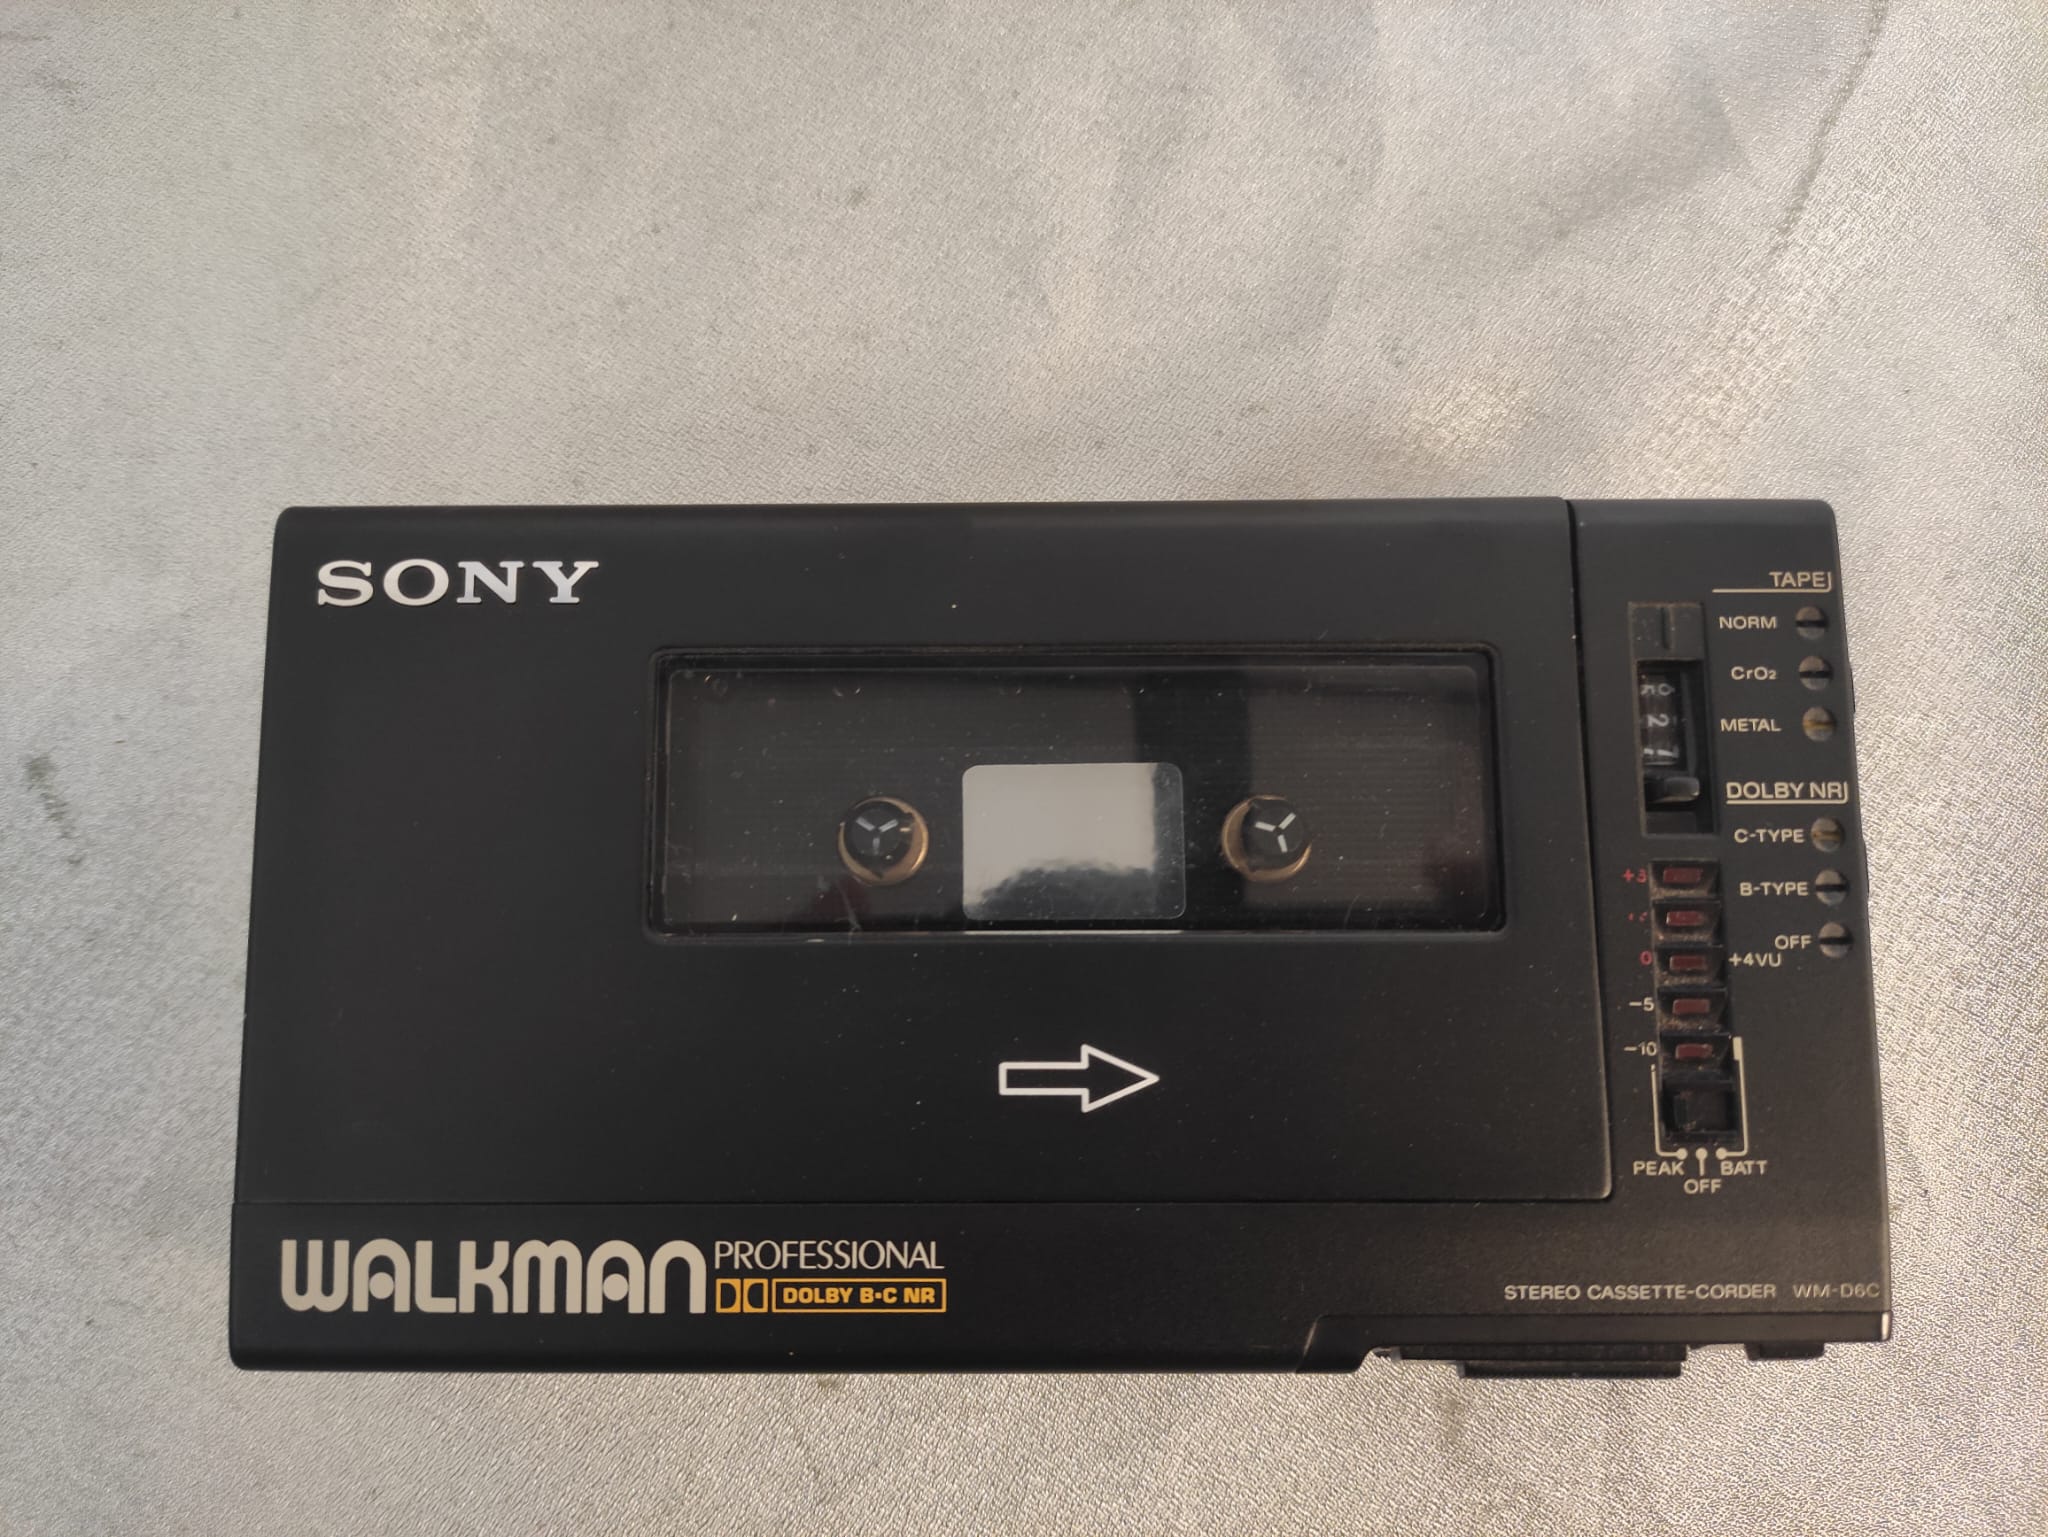 SONY
TAPE
NORM
CrO2
METAL
DOLBY NR
C-TYPE
B-TYPE
OFF
+3
0 +4VU
-5
-10
PEAK BATT
OFF
WALKMAN PROFESSIONAL
DOLBY B·C NR
STEREO CASSETTE-CORDER WM-D6C